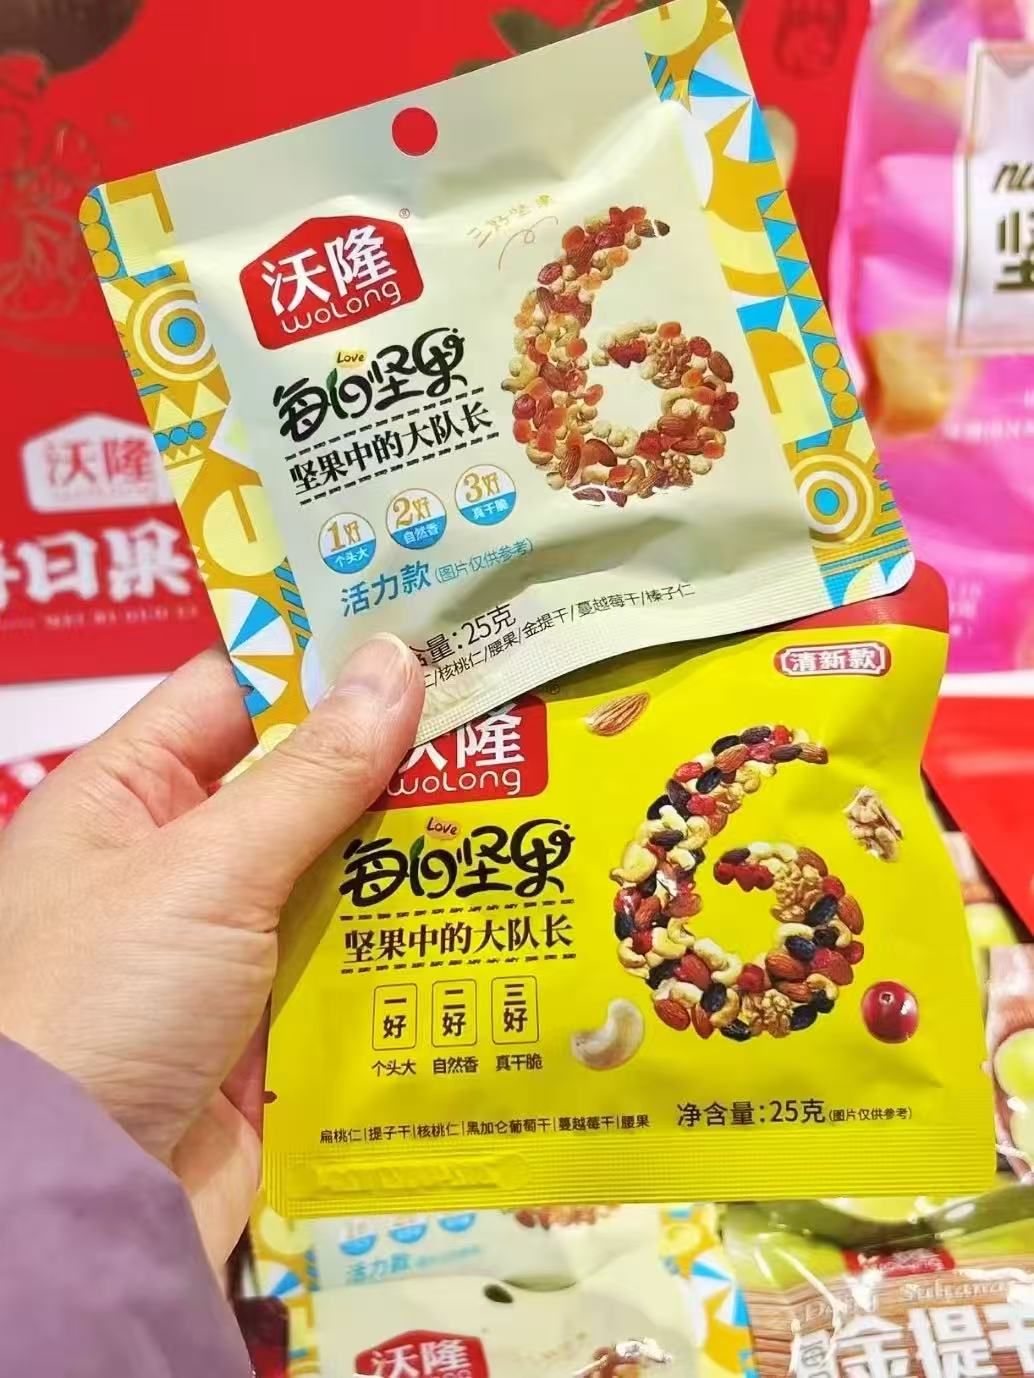 三好坚果
沃隆®
woLong
Love
每日坚果
坚果中的大队长
1好
个头大
2好
自然香
3好
真干脆
活力款(图片仅供参考)
含量:25克
仁/核桃仁/腰果/金提干/蔓越莓干/榛子仁
清新款
沃隆
woLong
Love
每日坚果
坚果中的大队长
一好
二好
三好
个头大
自然香
真干脆
净含量:25克(图片仅供参考)
扁桃仁|提子干|核桃仁|黑加仑葡萄干|蔓越莓干|腰果
沃隆
每日果
坚
活力款
沃隆
woLong
金提干